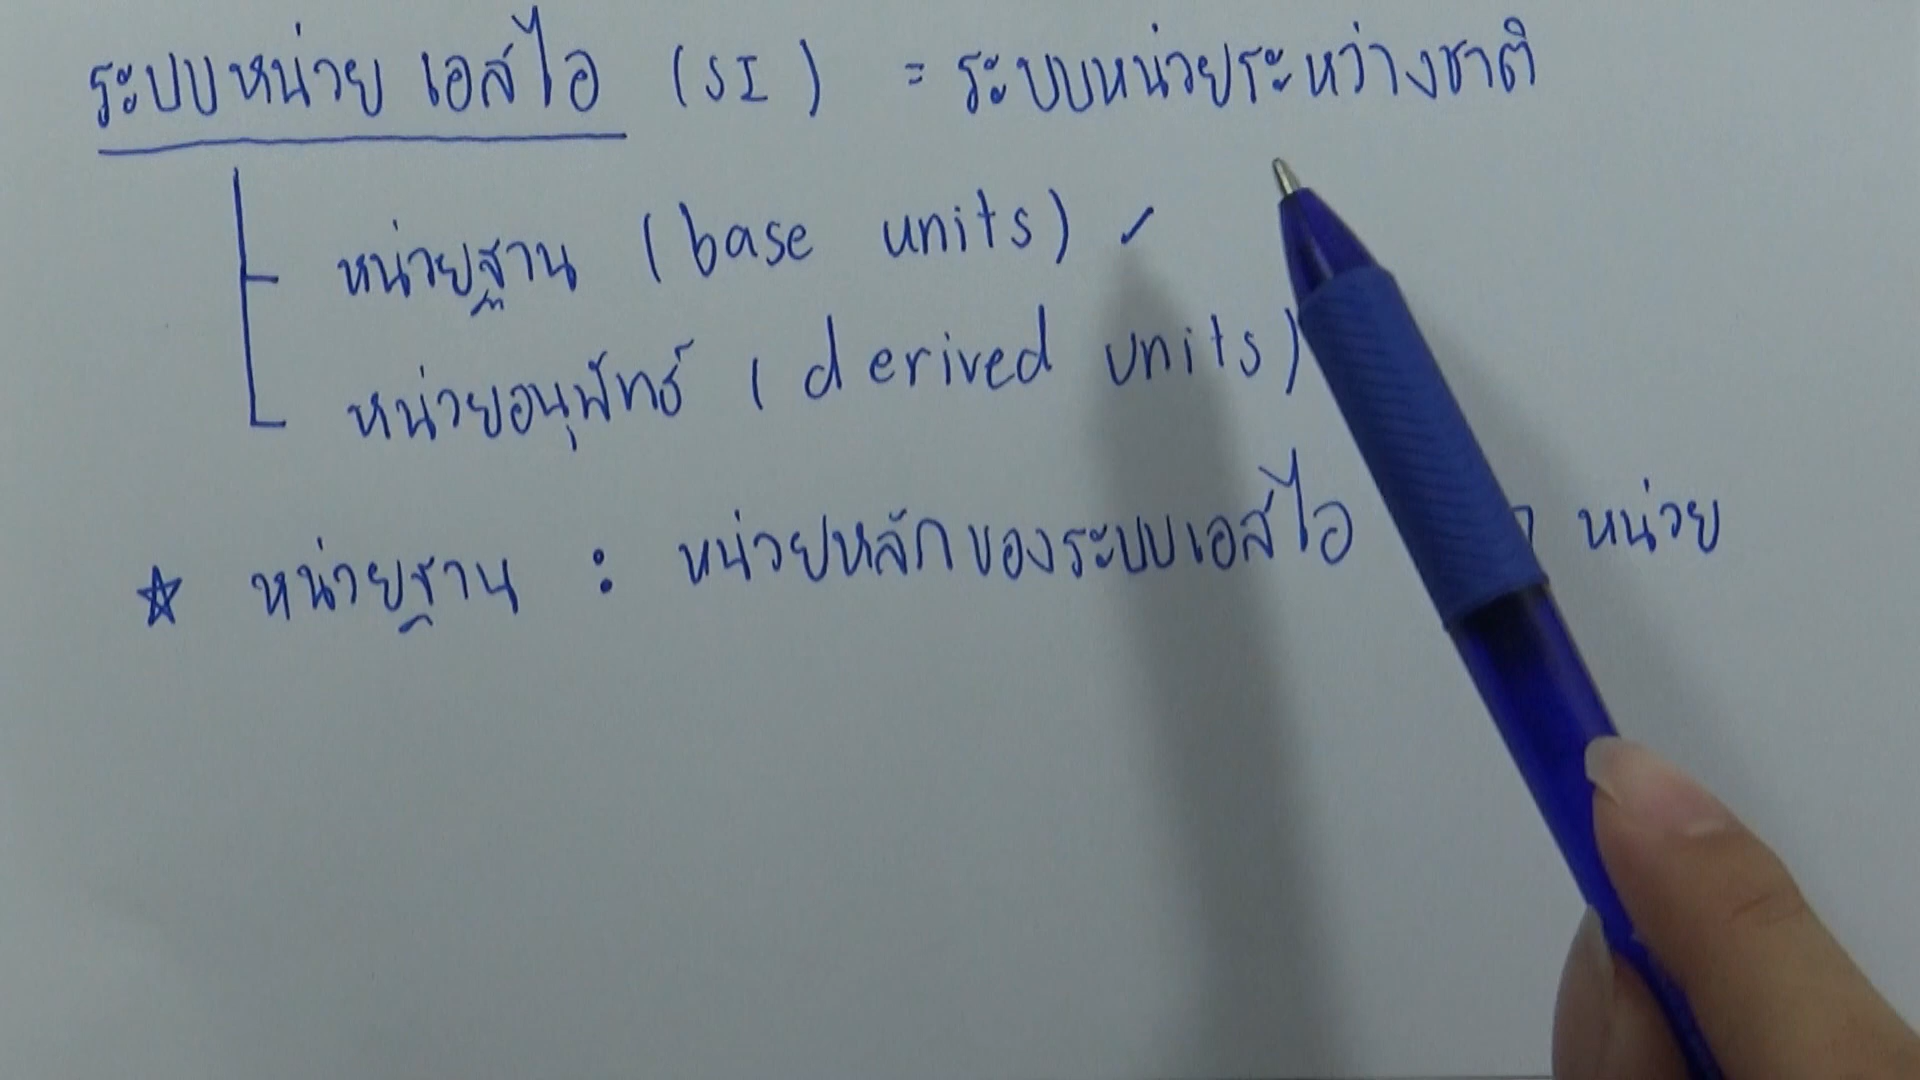 ระบบหน่วย เอสไอ (SI) = ระบบหน่วยระหว่างชาติ
หน่วยฐาน (base units) ✓
หน่วยอนุพัทธ์ (derived units)
☆ หน่วยฐาน : หน่วยหลักของระบบเอสไอ หน่วย